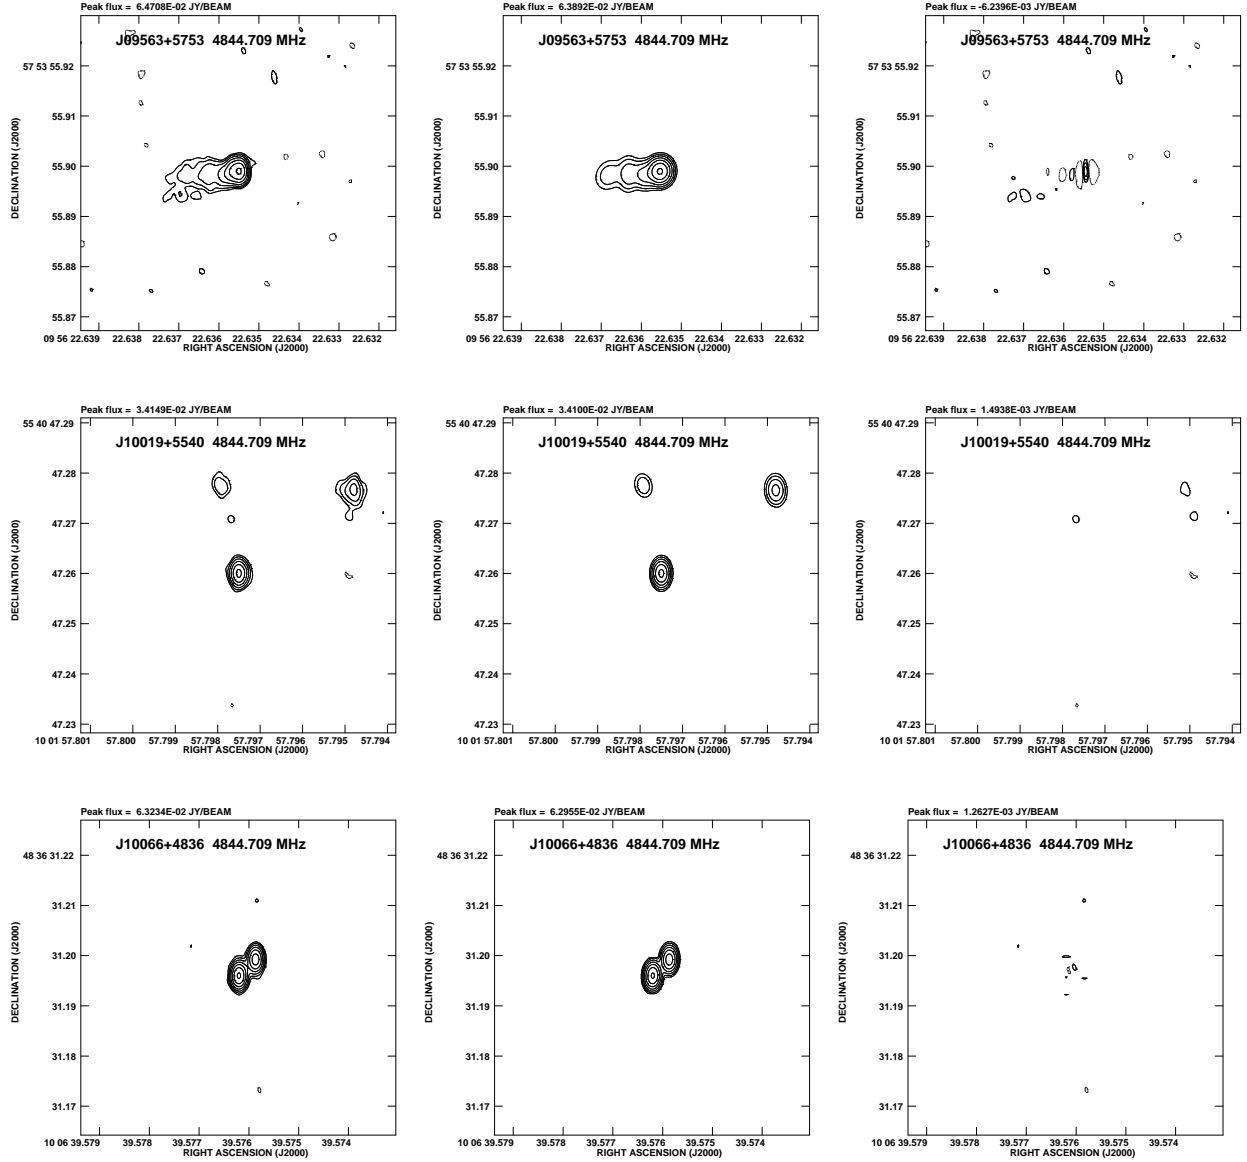 Peak flux = 6.4708E-02 JY/BEAM
J09563+5753 4844.709 MHz
DECLINATION (J2000)
57 53 55.92
55.91
55.90
55.89
55.88
55.87
09 56 22.639 22.638 22.637 22.636 22.635 22.634 22.633 22.632
RIGHT ASCENSION (J2000)
Peak flux = 6.3892E-02 JY/BEAM
J09563+5753 4844.709 MHz
DECLINATION (J2000)
57 53 55.92
55.91
55.90
55.89
55.88
55.87
09 56 22.639 22.638 22.637 22.636 22.635 22.634 22.633 22.632
RIGHT ASCENSION (J2000)
Peak flux = -6.2396E-03 JY/BEAM
J09563+5753 4844.709 MHz
DECLINATION (J2000)
57 53 55.92
55.91
55.90
55.89
55.88
55.87
09 56 22.639 22.638 22.637 22.636 22.635 22.634 22.633 22.632
RIGHT ASCENSION (J2000)
Peak flux = 3.4149E-02 JY/BEAM
J10019+5540 4844.709 MHz
DECLINATION (J2000)
55 40 47.29
47.28
47.27
47.26
47.25
47.24
47.23
10 01 57.801 57.800 57.799 57.798 57.797 57.796 57.795 57.794
RIGHT ASCENSION (J2000)
Peak flux = 3.4100E-02 JY/BEAM
J10019+5540 4844.709 MHz
DECLINATION (J2000)
55 40 47.29
47.28
47.27
47.26
47.25
47.24
47.23
10 01 57.801 57.800 57.799 57.798 57.797 57.796 57.795 57.794
RIGHT ASCENSION (J2000)
Peak flux = 1.4938E-03 JY/BEAM
J10019+5540 4844.709 MHz
DECLINATION (J2000)
55 40 47.29
47.28
47.27
47.26
47.25
47.24
47.23
10 01 57.801 57.800 57.799 57.798 57.797 57.796 57.795 57.794
RIGHT ASCENSION (J2000)
Peak flux = 6.3234E-02 JY/BEAM
J10066+4836 4844.709 MHz
DECLINATION (J2000)
48 36 31.22
31.21
31.20
31.19
31.18
31.17
10 06 39.579 39.578 39.577 39.576 39.575 39.574
RIGHT ASCENSION (J2000)
Peak flux = 6.2955E-02 JY/BEAM
J10066+4836 4844.709 MHz
DECLINATION (J2000)
48 36 31.22
31.21
31.20
31.19
31.18
31.17
10 06 39.579 39.578 39.577 39.576 39.575 39.574
RIGHT ASCENSION (J2000)
Peak flux = 1.2627E-03 JY/BEAM
J10066+4836 4844.709 MHz
DECLINATION (J2000)
48 36 31.22
31.21
31.20
31.19
31.18
31.17
10 06 39.579 39.578 39.577 39.576 39.575 39.574
RIGHT ASCENSION (J2000)